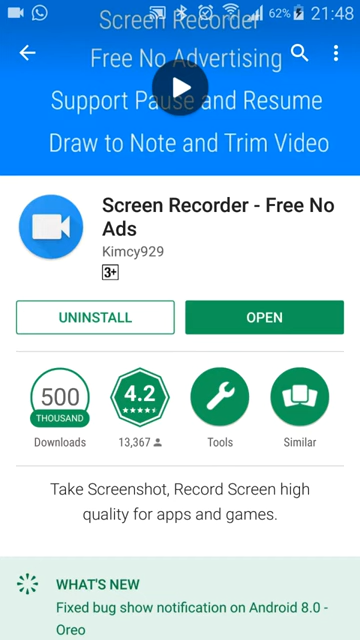 62% 21:48
Screen Recorder
Free No Advertising
Support Pause and Resume
Draw to Note and Trim Video
Screen Recorder - Free No
Ads
Kimcy929
3+
UNINSTALL
OPEN
500
THOUSAND
Downloads
4.2
13,367
Tools
Similar
Take Screenshot, Record Screen high
quality for apps and games.
WHAT'S NEW
Fixed bug show notification on Android 8.0 -
Oreo